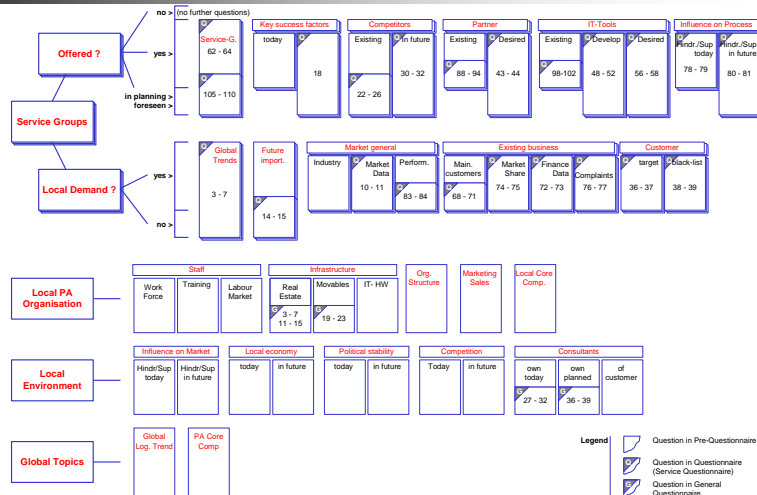 no > (no further questions)
Offered ?
yes >
in planning >
foreseen >
Service-G.
62 - 64
105 - 110
Key success factors
today
18
Competitors
Existing
in future
22 - 26
30 - 32
Partner
Existing
Desired
88 - 94
43 - 44
IT-Tools
Existing
Develop
Desired
98-102
48 - 52
56 - 58
Influence on Process
Hindr./Sup
today
78 - 79
Hindr./Sup
in future
80 - 81
Service Groups
Local Demand ?
yes >
no >
Global
Trends
3 - 7
Future
import.
14 - 15
Market general
Industry
Market
Data
10 - 11
Perform.
83 - 84
Existing business
Main.
customers
68 - 71
Market
Share
74 - 75
Finance
Data
72 - 73
Complaints
76 - 77
Customer
target
36 - 37
black-list
38 - 39
Local PA
Organisation
Staff
Work
Force
Training
Labour
Market
Infrastructure
Real
Estate
3 - 7
11 - 15
Movables
19 - 23
IT- HW
Org.
Structure
Marketing
Sales
Local Core
Comp.
Local
Environment
Influence on Market
Hindr/Sup
today
Hindr/Sup
in future
Local economy
today
in future
Political stability
today
in future
Competition
Today
in future
Consultants
own
today
27 - 32
own
planned
36 - 39
of
customer
Global Topics
Global
Log. Trend
PA Core
Comp
Legend
Question in Pre-Questionnaire
Q
Question in Questionnaire
(Service Questionnaire)
G
Question in General
Questionnaire